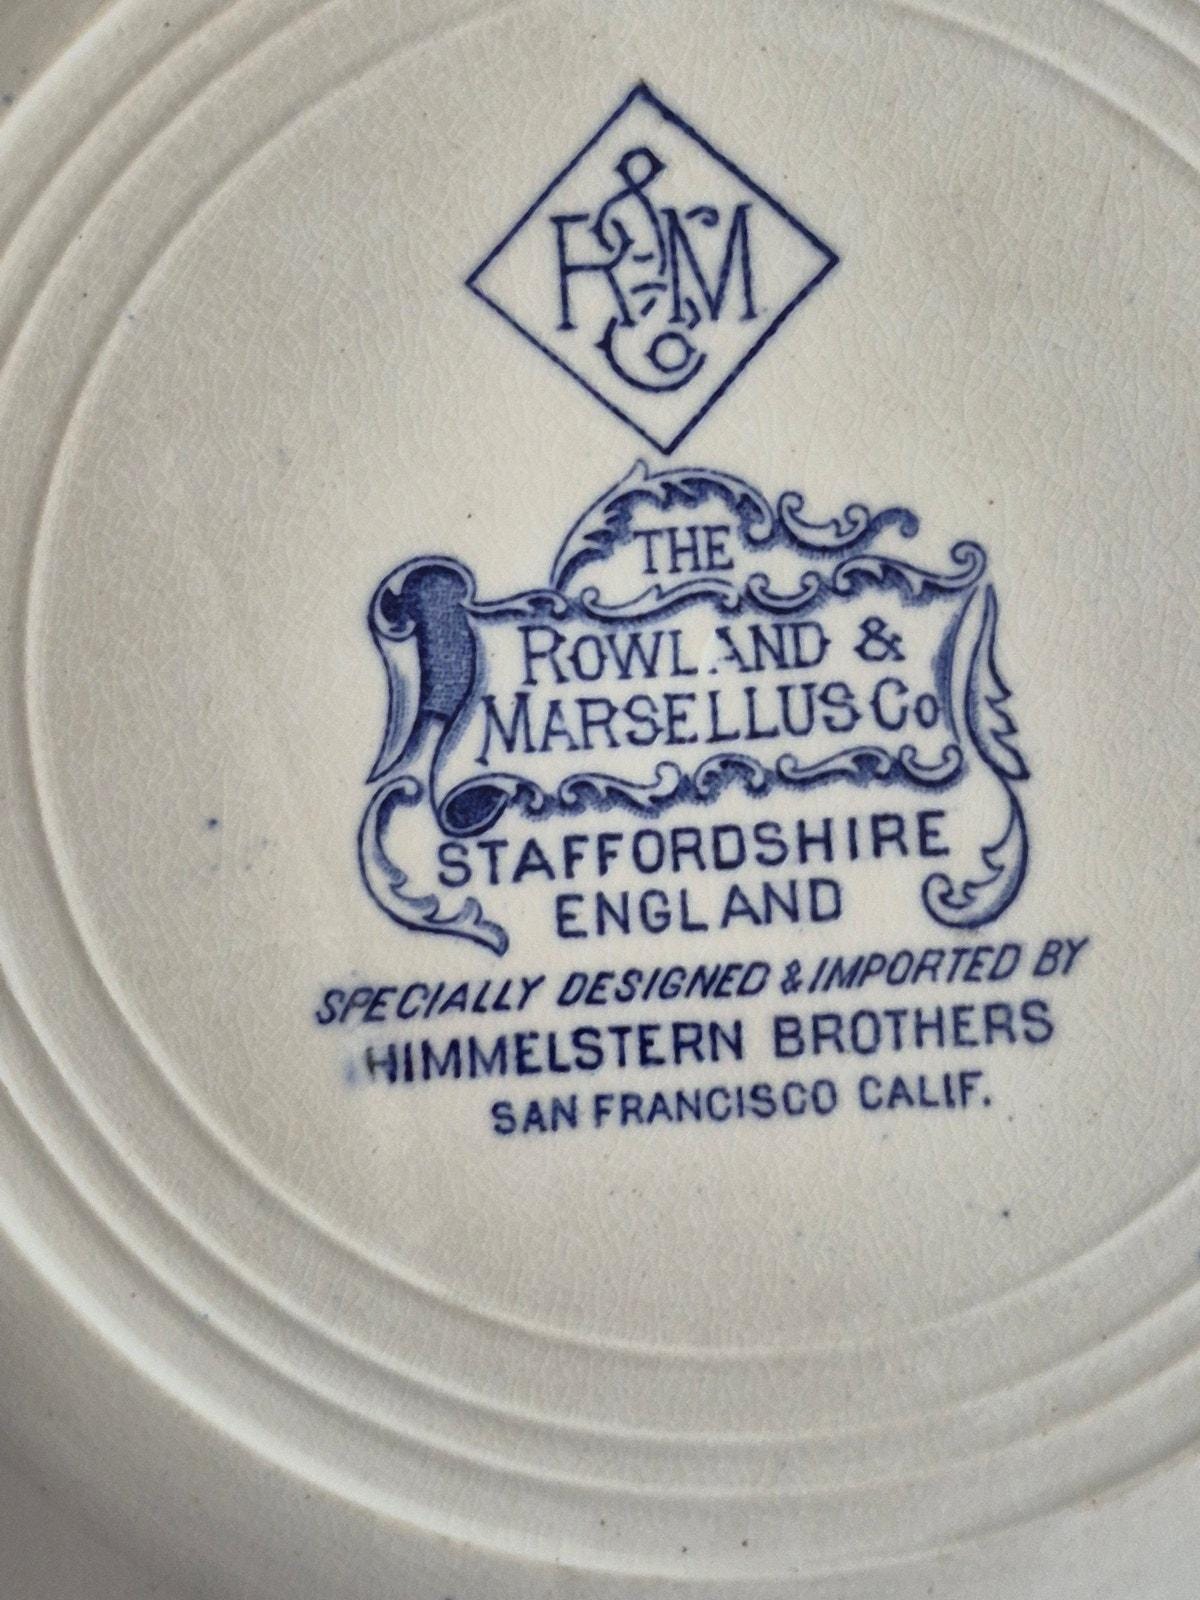 R & M
Co
THE
ROWLAND &
MARSELLUS Co
STAFFORDSHIRE
ENGLAND
SPECIALLY DESIGNED & IMPORTED BY
HIMMELSTERN BROTHERS
SAN FRANCISCO CALIF.